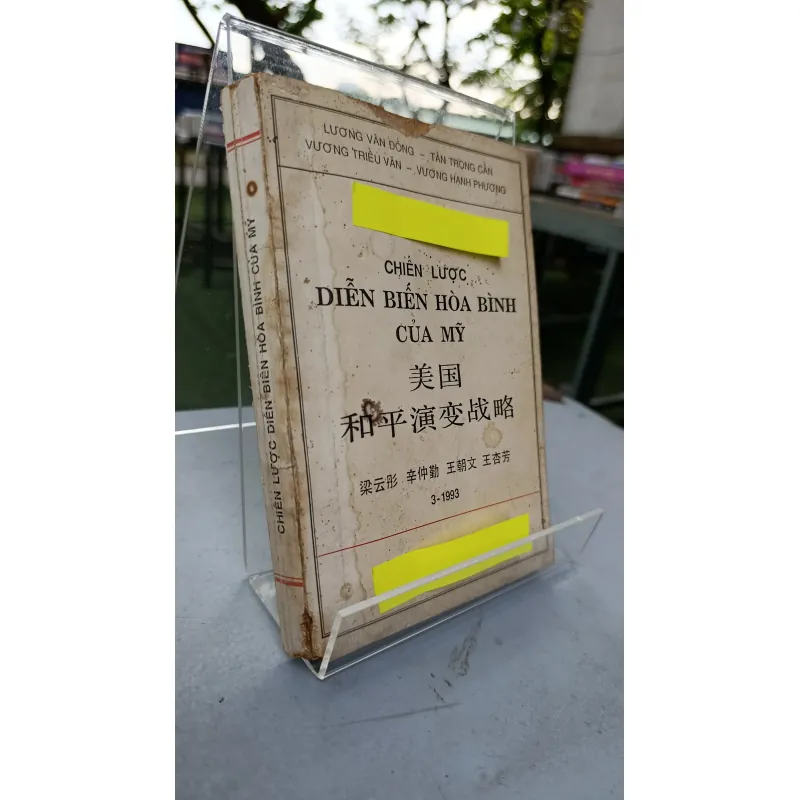 LƯƠNG VÂN ĐỒNG - TÂN TRỌNG CẦN
VƯƠNG TRIỀU VĂN - VƯƠNG HẠNH PHƯƠNG
CHIẾN LƯỢC
DIỄN BIẾN HÒA BÌNH
CỦA MỸ
美国
和平演变战略
梁云彤 辛仲勤 王朝文 王杏芳
3-1993
CHIẾN LƯỢC DIỄN BIẾN HÒA BÌNH CỦA MỸ